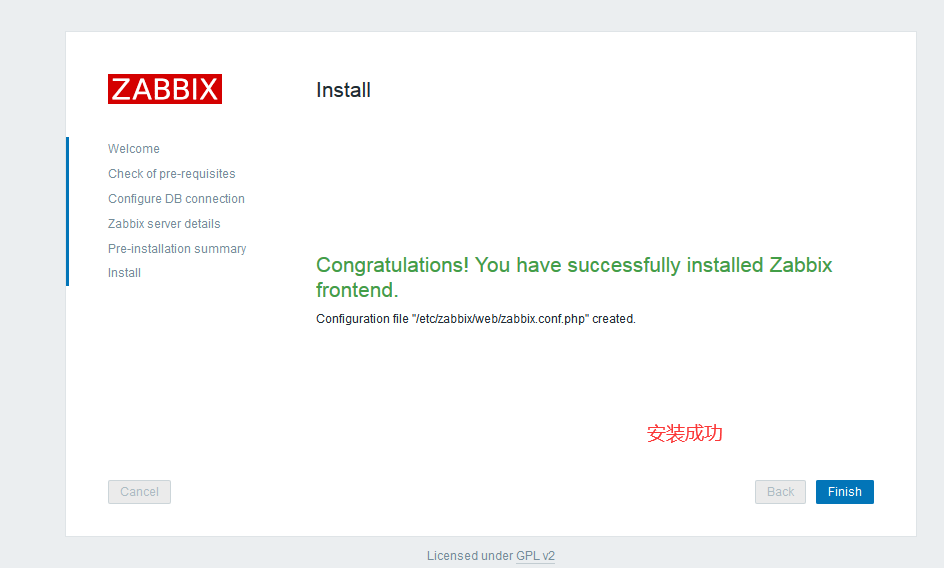 ZABBIX
Install
Welcome
Check of pre-requisites
Configure DB connection
Zabbix server details
Pre-installation summary
Install
Congratulations! You have successfully installed Zabbix
frontend.
Configuration file "/etc/zabbix/web/zabbix.conf.php" created.
安装成功
Cancel
Back
Finish
Licensed under GPL v2